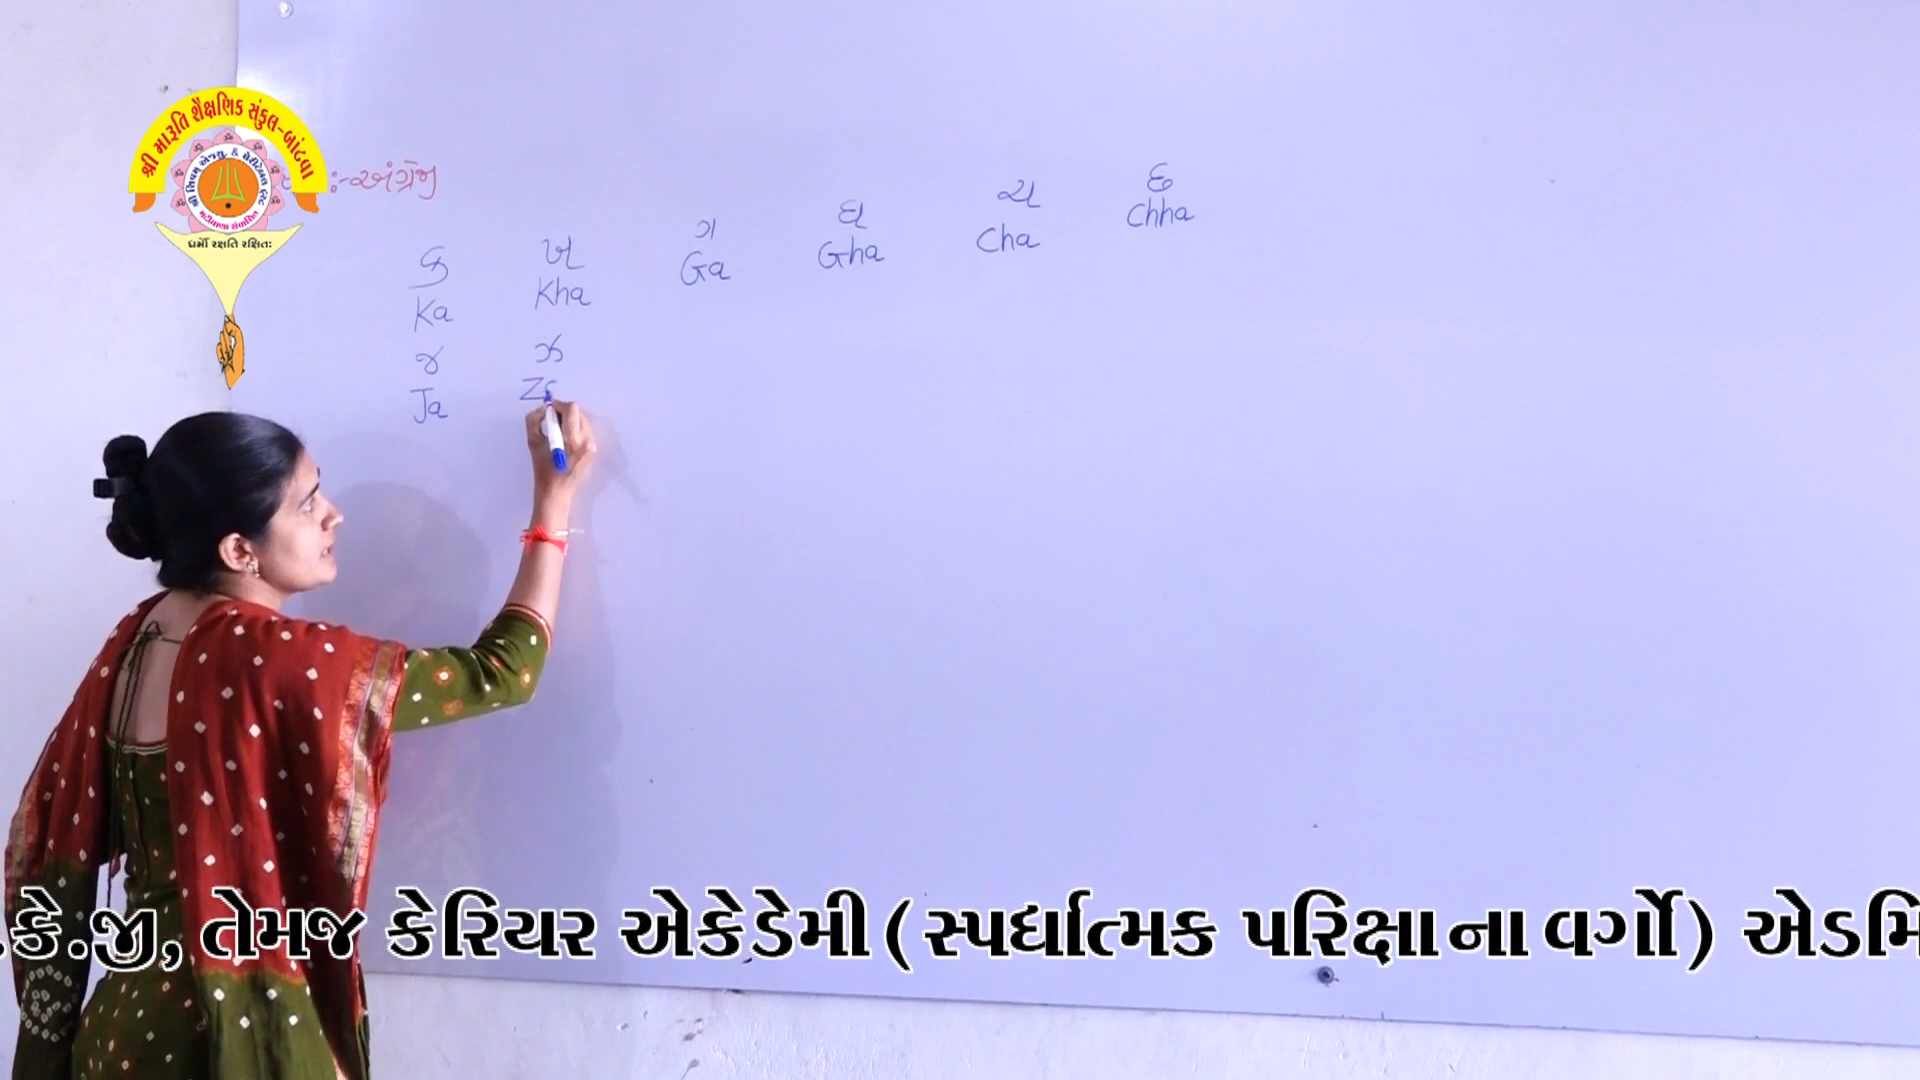 શ્રી મારૂતિ શૈક્ષણિક સંકુલ-બાંટવા
ધર્મો રક્ષતિ રક્ષિતઃ
:-અંગ્રેજી
ક ખ ગ ઘ ચ છ
Ka Kha Ga Gha Cha Chha
જ ઝ
Ja Za
.કે.જી, તેમજ કેરિયર એકેડેમી (સ્પર્ધાત્મક પરિક્ષાના વર્ગો) એડમિ